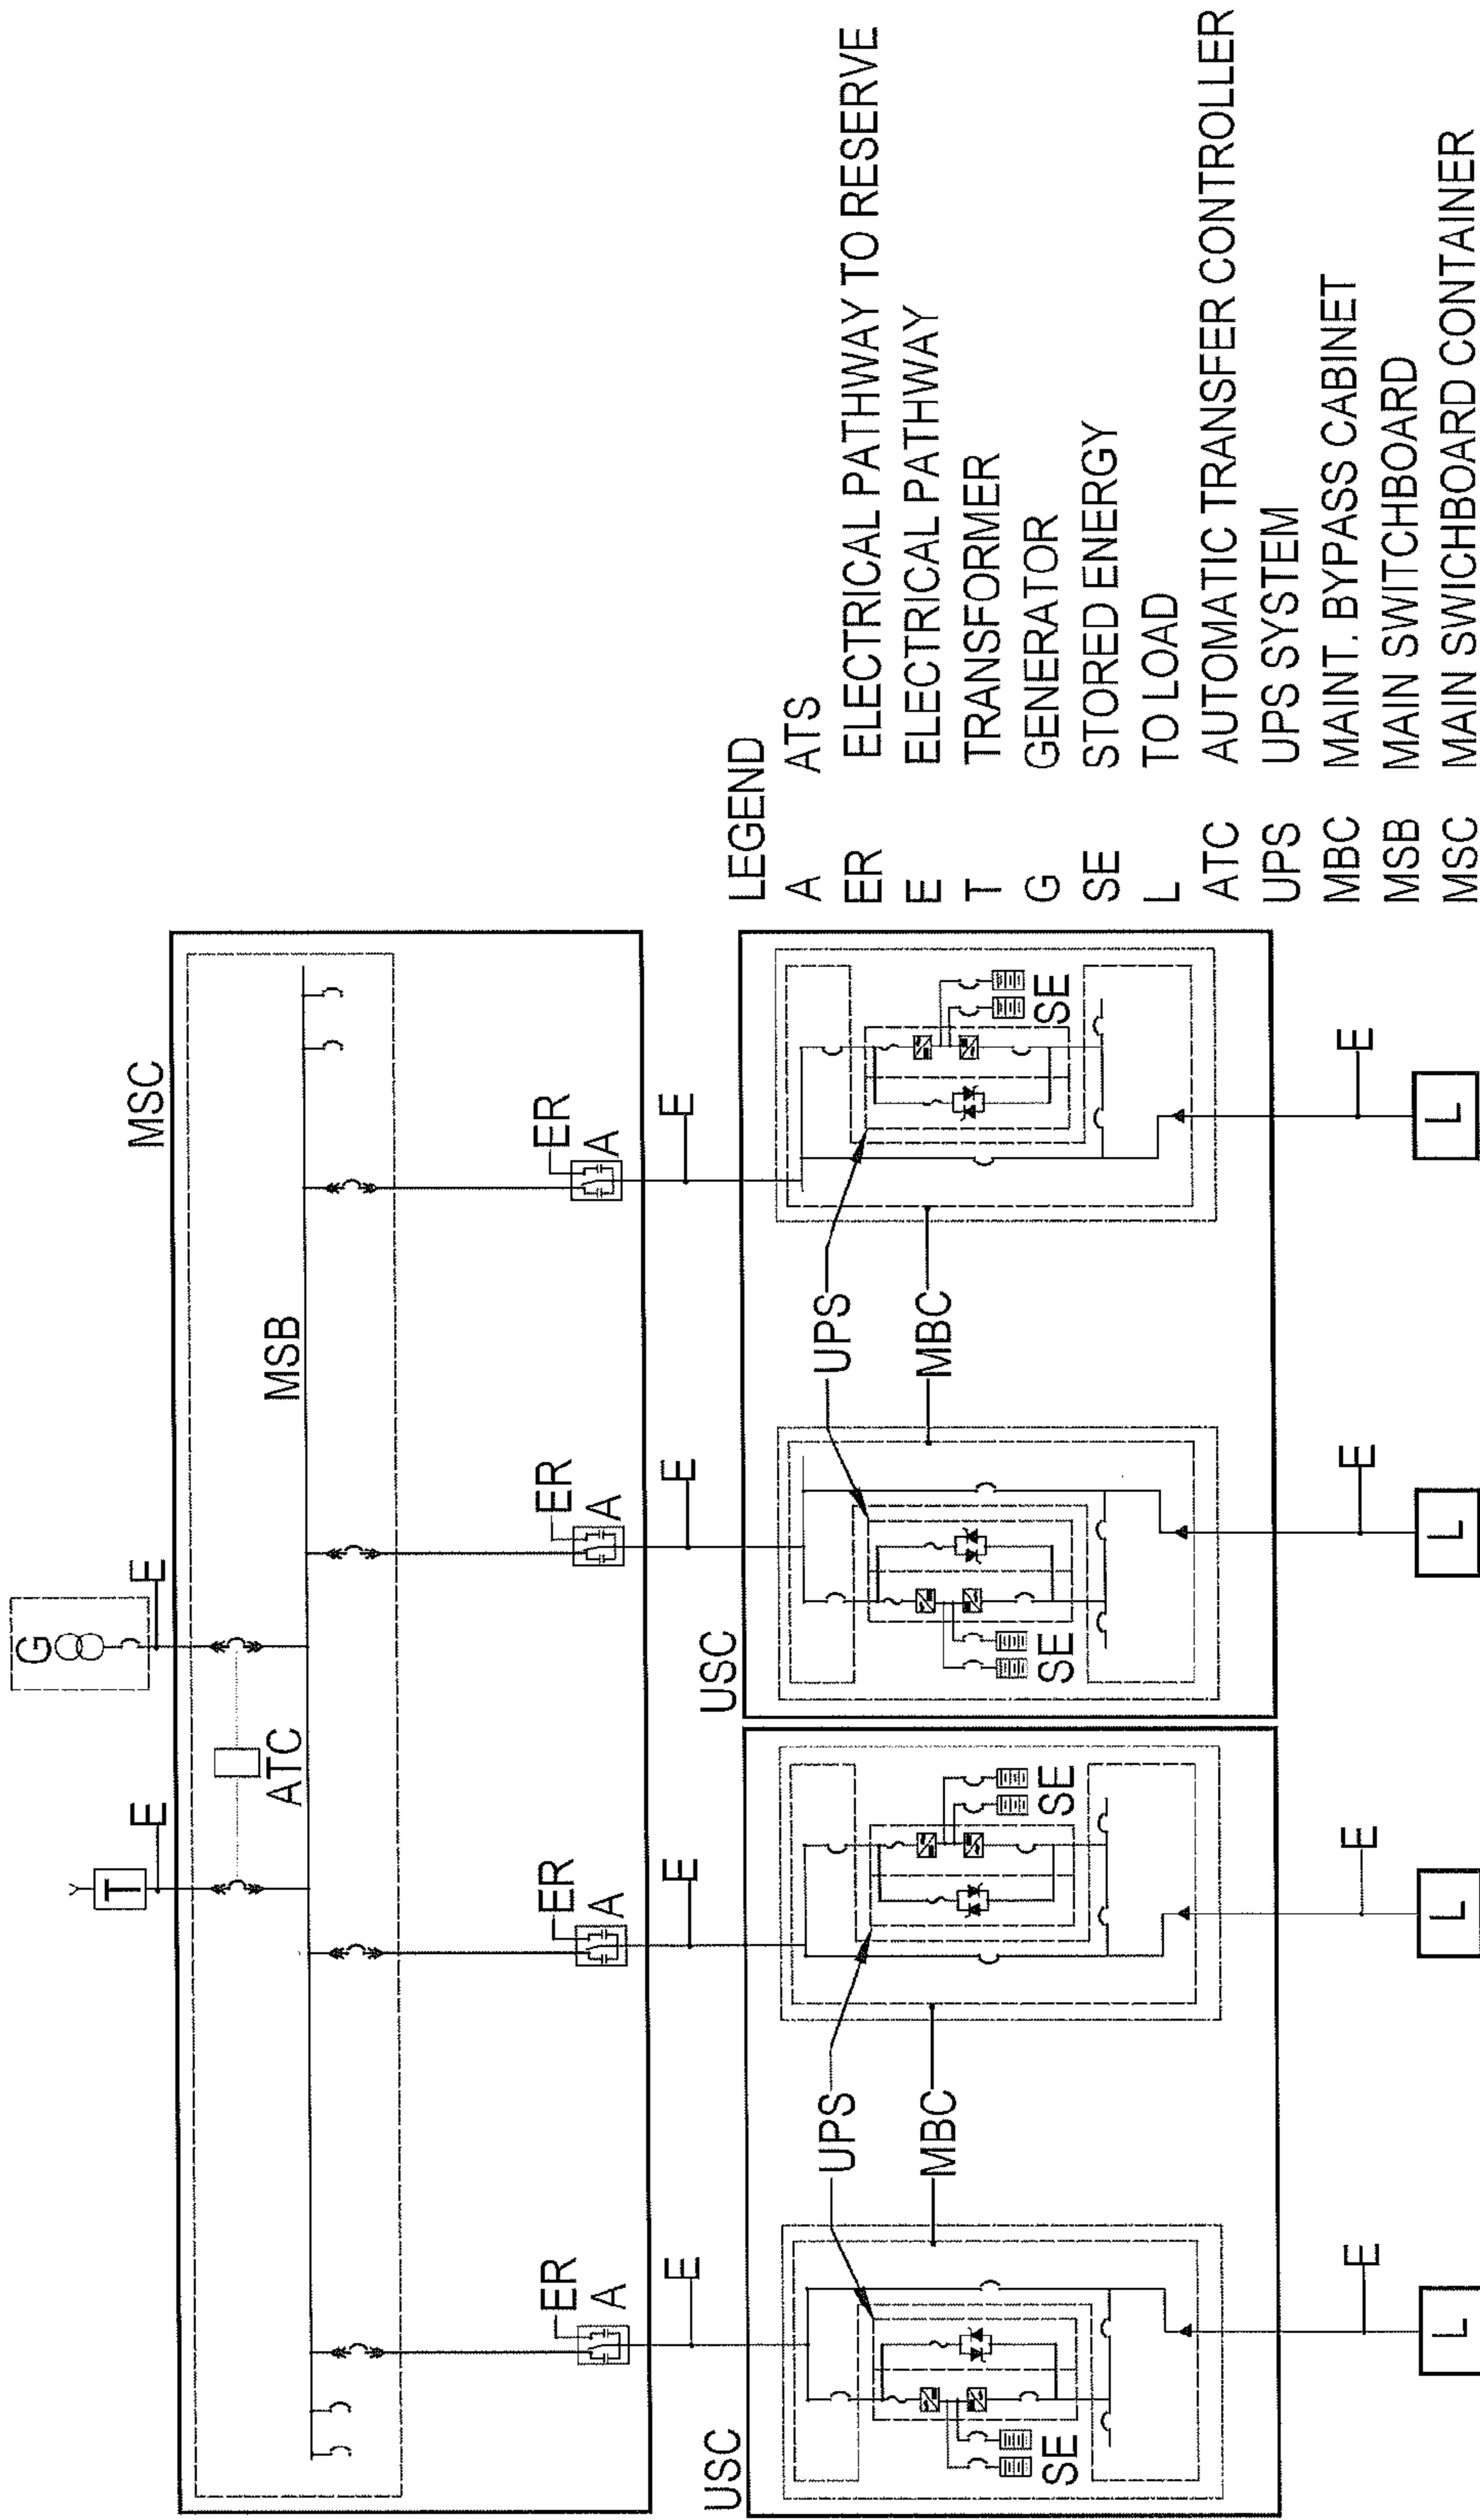 G
T
E
E
MSC
ATC
MSB
ER
ER
ER
ER
A
A
A
A
E
E
E
E
USC
USC
UPS
UPS
MBC
MBC
SE
SE
SE
SE
E
E
E
E
L
L
L
L
LEGEND
A ATS
ER ELECTRICAL PATHWAY TO RESERVE
E ELECTRICAL PATHWAY
T TRANSFORMER
G GENERATOR
SE STORED ENERGY
L TO LOAD
ATC AUTOMATIC TRANSFER CONTROLLER
UPS UPS SYSTEM
MBC MAINT. BYPASS CABINET
MSB MAIN SWITCHBOARD
MSC MAIN SWICHBOARD CONTAINER